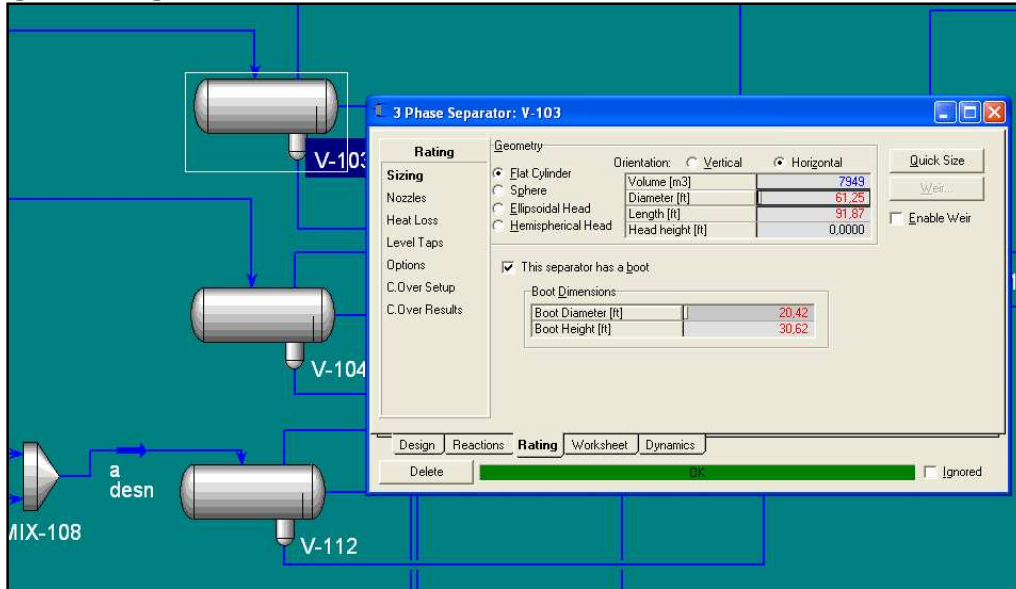 3 Phase Separator: V-103
Rating
Sizing
Nozzles
Heat Loss
Level Taps
Options
C.Over Setup
C.Over Results
Geometry
Flat Cylinder
Sphere
Ellipsoidal Head
Hemispherical Head
Orientation: Vertical Horizontal
Volume [m3] 7949
Diameter [ft] 61,25
Length [ft] 91,87
Head height [ft] 0,0000
Quick Size
Weir...
Enable Weir
This separator has a boot
Boot Dimensions
Boot Diameter [ft] 20,42
Boot Height [ft] 30,62
Design Reactions Rating Worksheet Dynamics
Delete OK Ignored
V-103
V-104
a
desn
MIX-108
V-112